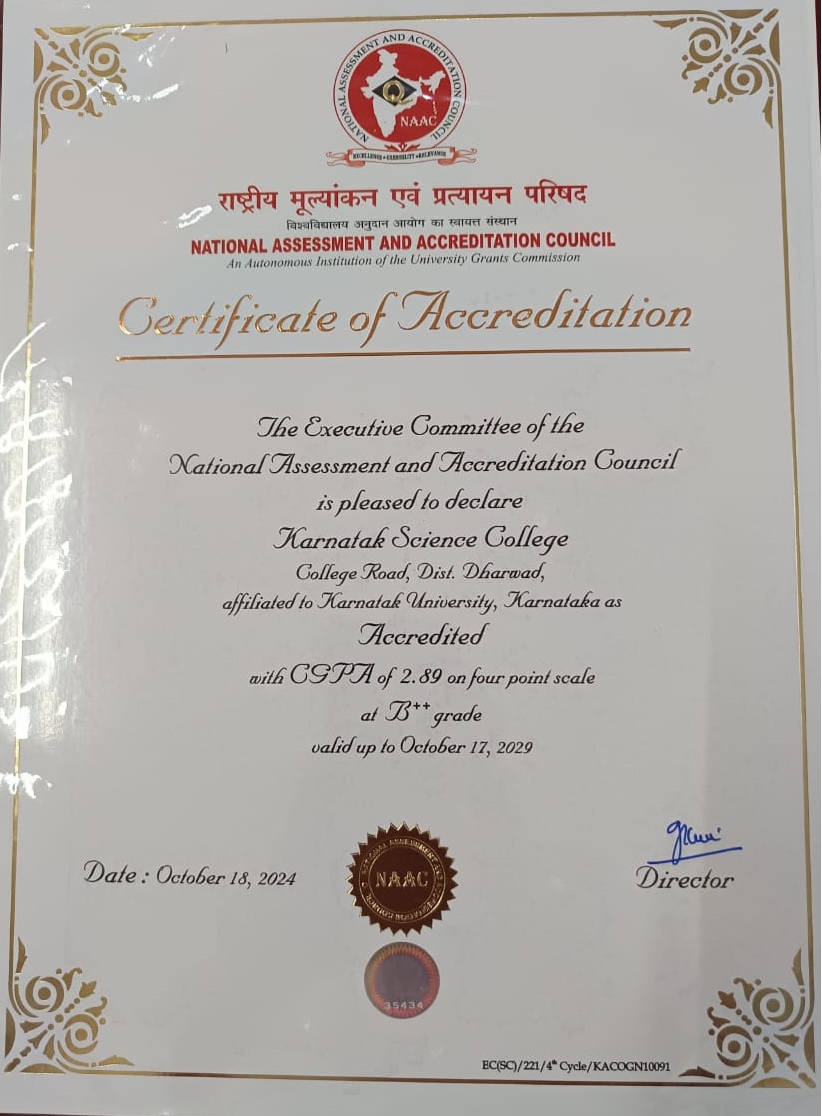 NATIONAL ASSESSMENT AND ACCREDITATION COUNCIL
NAAC
EXCELLENCE • CREDIBILITY • RELEVANCE
राष्ट्रीय मूल्यांकन एवं प्रत्यायन परिषद
विश्वविद्यालय अनुदान आयोग का स्वायत्त संस्थान
NATIONAL ASSESSMENT AND ACCREDITATION COUNCIL
An Autonomous Institution of the University Grants Commission
Certificate of Accreditation
The Executive Committee of the
National Assessment and Accreditation Council
is pleased to declare
Karnatak Science College
College Road, Dist. Dharwad,
affiliated to Karnatak University, Karnataka as
Accredited
with CGPA of 2.89 on four point scale
at B++ grade
valid up to October 17, 2029
Date : October 18, 2024
NAAC
Director
35434
EC(SC)/221/4th Cycle/KACOGN10091